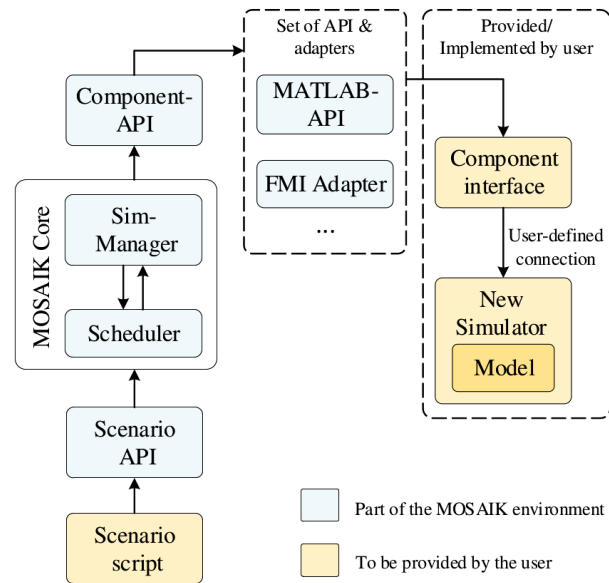 Set of API &
adapters
Provided/
Implemented by user
Component-
API
MATLAB-
API
FMI Adapter
...
Component
interface
User-defined
connection
New
Simulator
Model
MOSAIK Core
Sim-
Manager
Scheduler
Scenario
API
Scenario
script
Part of the MOSAIK environment
To be provided by the user